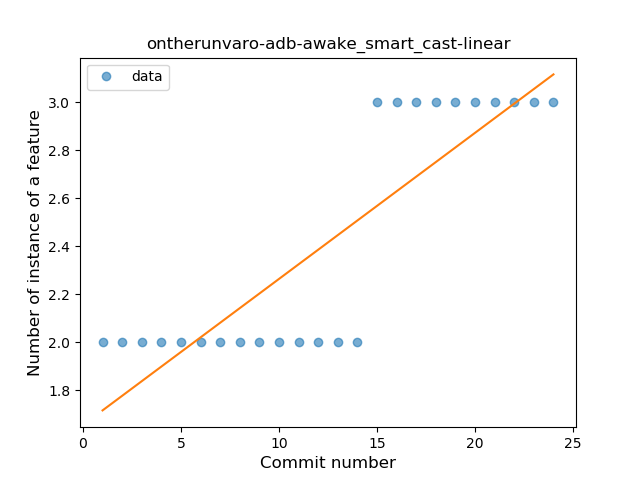 ontherunvaro-adb-awake_smart_cast-linear
data
Number of instance of a feature
3.0
2.8
2.6
2.4
2.2
2.0
1.8
0 5 10 15 20 25
Commit number